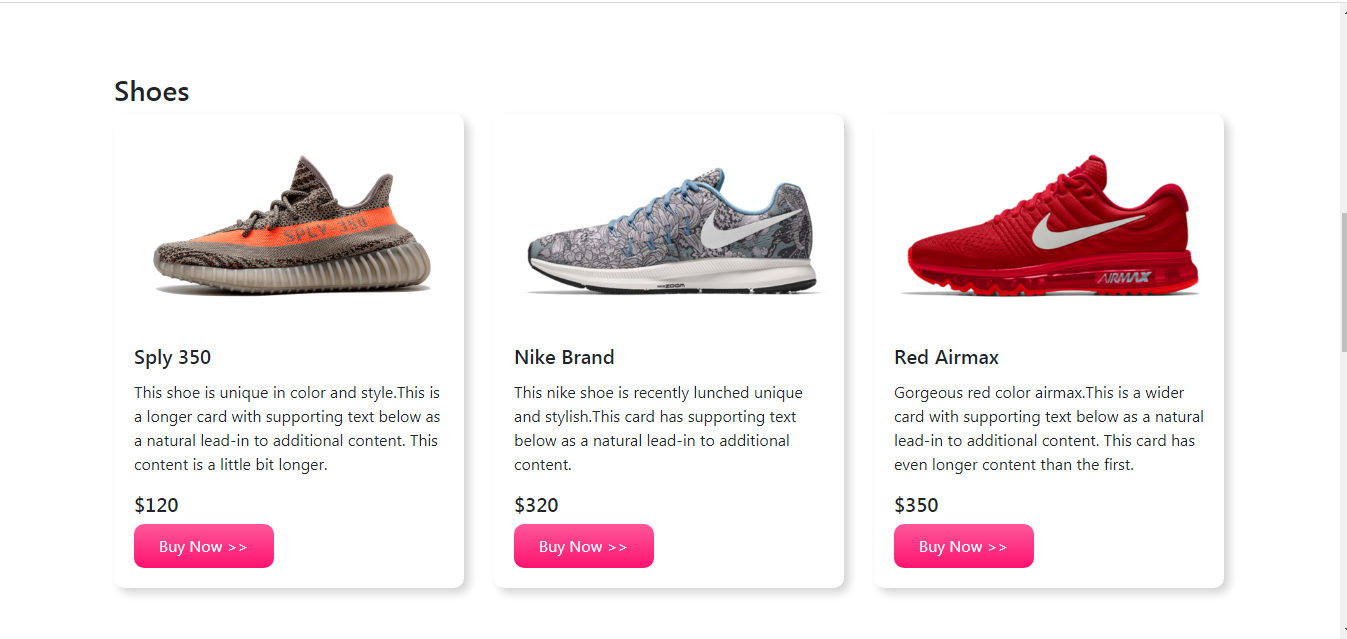 Shoes
SPLY 350
ZOOM
AIRMAX
Sply 350
This shoe is unique in color and style.This is
a longer card with supporting text below as
a natural lead-in to additional content. This
content is a little bit longer.
$120
Buy Now >>
Nike Brand
This nike shoe is recently lunched unique
and stylish.This card has supporting text
below as a natural lead-in to additional
content.
$320
Buy Now >>
Red Airmax
Gorgeous red color airmax.This is a wider
card with supporting text below as a natural
lead-in to additional content. This card has
even longer content than the first.
$350
Buy Now >>